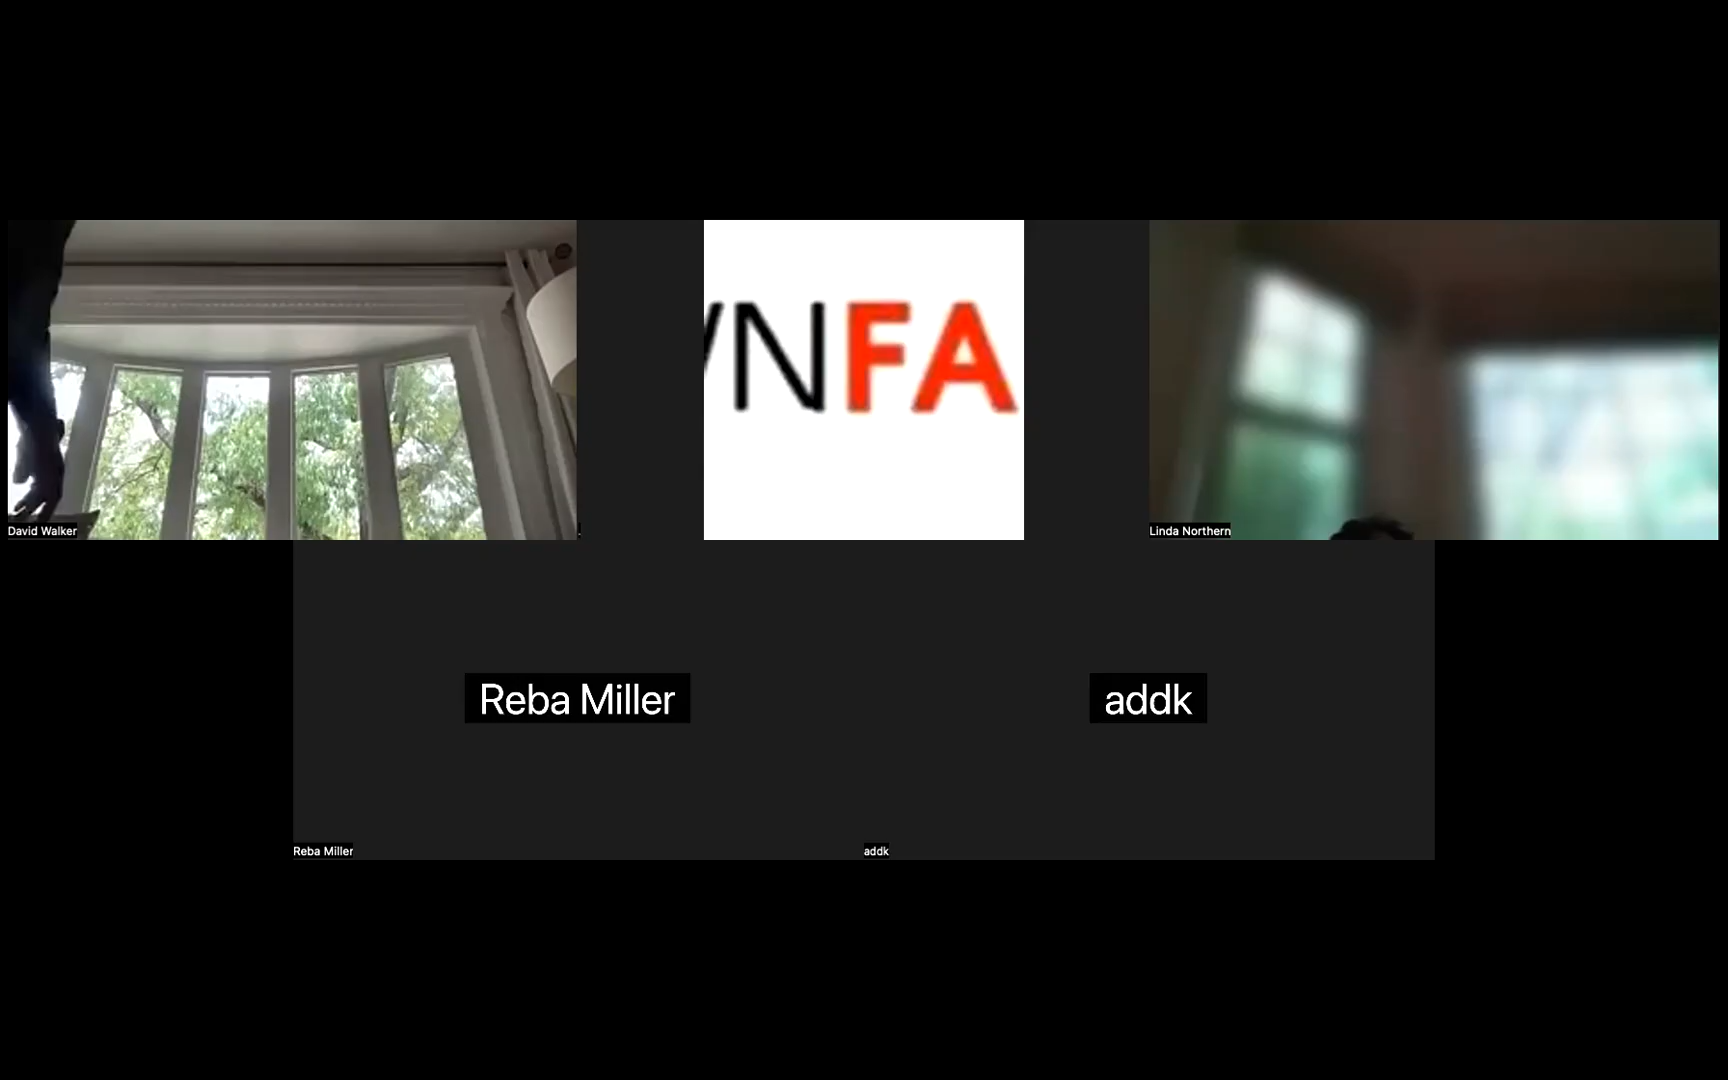 NFA
David Walker
Linda Northern
Reba Miller
addk
Reba Miller
addk